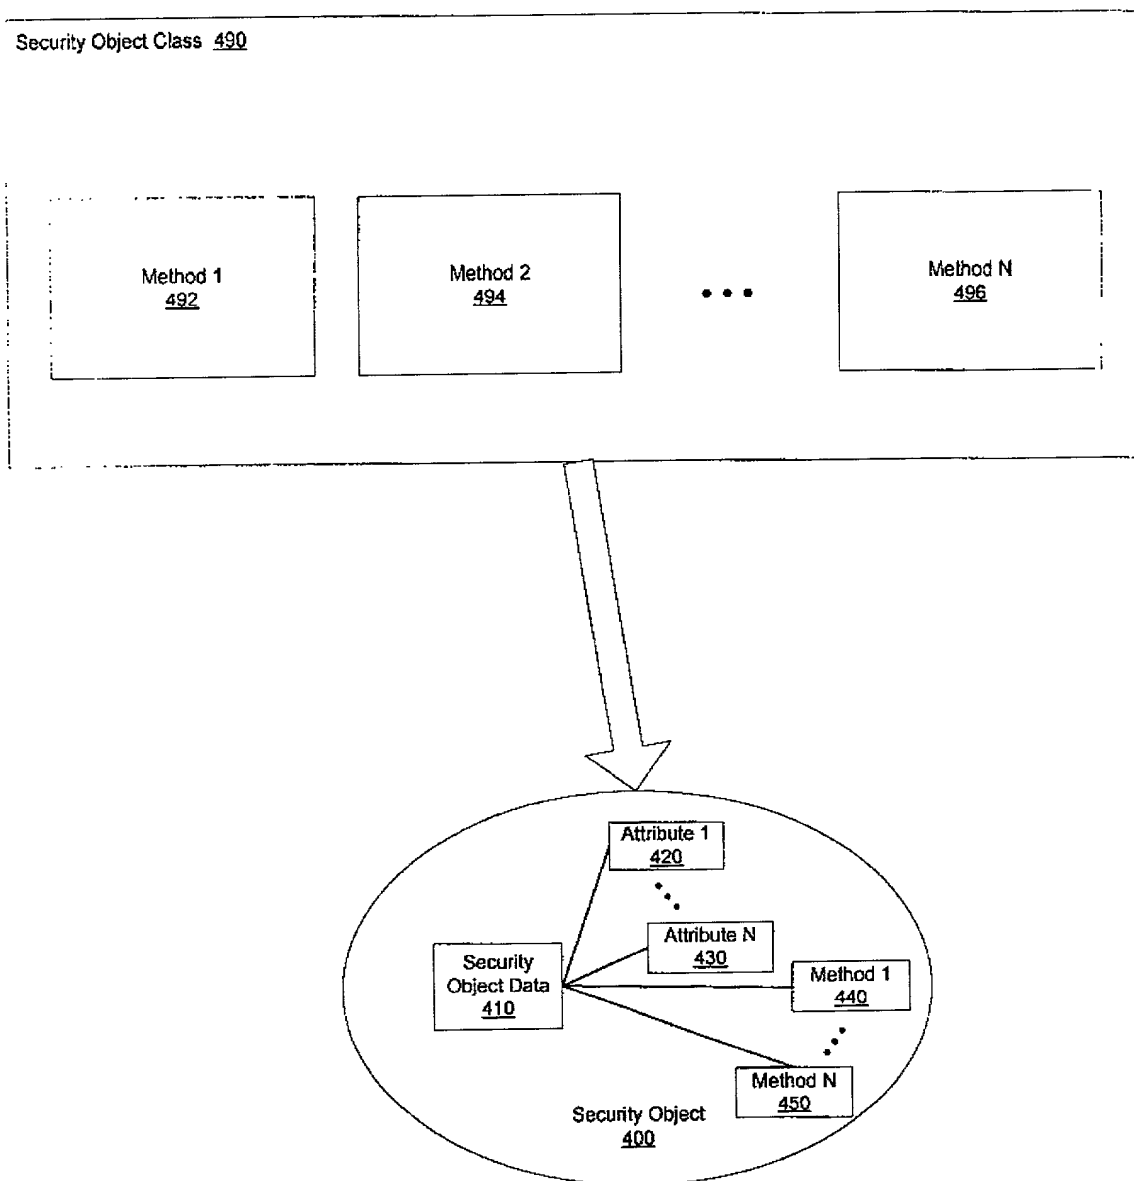 Security Object Class 490
Method 1
492
Method 2
494
Method N
496
Attribute 1
420
Attribute N
430
Security
Object Data
410
Method 1
440
Method N
450
Security Object
400